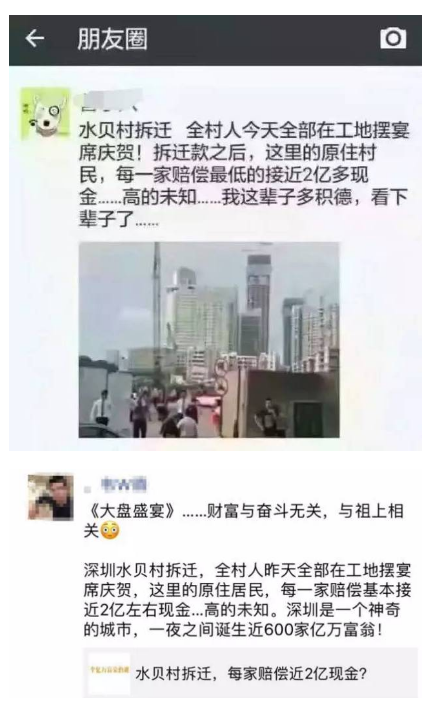 朋友圈
水贝村拆迁 全村人今天全部在工地摆宴
席庆贺！拆迁款之后，这里的原住村
民，每一家赔偿最低的接近2亿多现
金……高的未知……我这辈子多积德，看下
辈子了……
《大盘盛宴》……财富与奋斗无关，与祖上相
关😳
深圳水贝村拆迁，全村人昨天全部在工地摆宴
席庆贺，这里的原住居民，每一家赔偿基本接
近2亿左右现金...高的未知。深圳是一个神奇
的城市，一夜之间诞生近600家亿万富翁！
水贝村拆迁，每家赔偿近2亿现金？